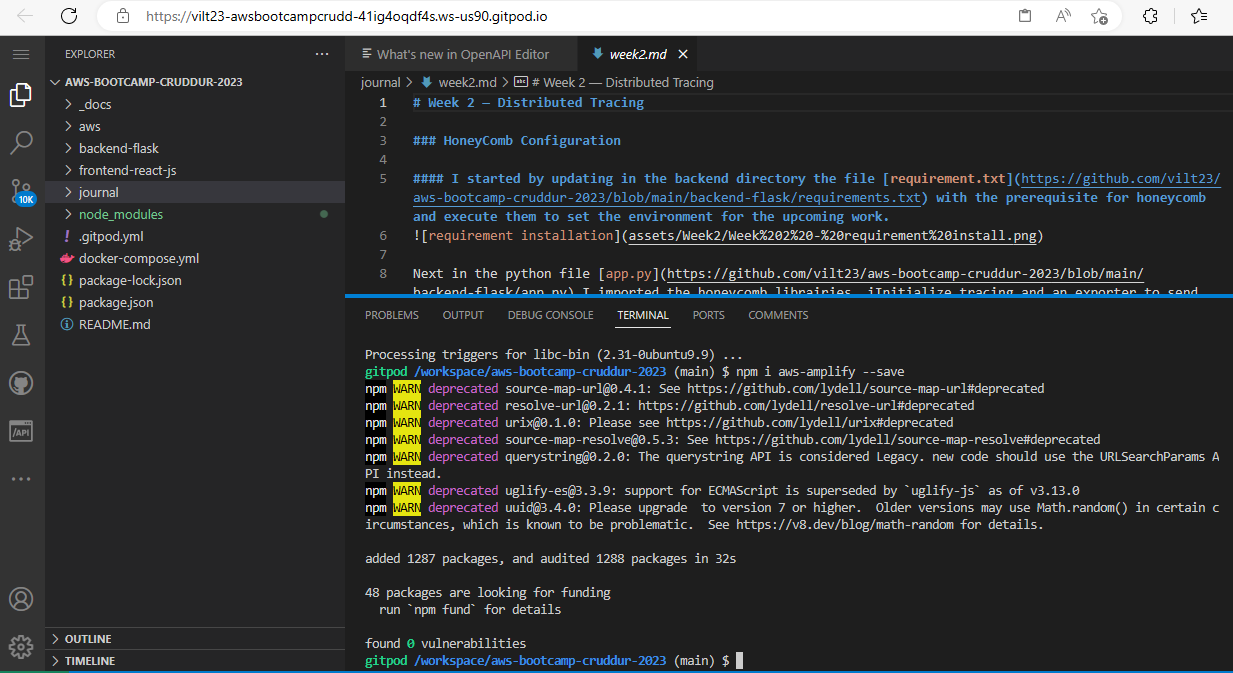 https://vilt23-awsbootcampcrudd-41ig4oqdf4s.ws-us90.gitpod.io
EXPLORER
AWS-BOOTCAMP-CRUDDUR-2023
_docs
aws
backend-flask
frontend-react-js
journal
node_modules
.gitpod.yml
docker-compose.yml
package-lock.json
package.json
README.md
10K
/API
OUTLINE
TIMELINE
What's new in OpenAPI Editor
week2.md
journal > week2.md > abc # Week 2 — Distributed Tracing
1 # Week 2 — Distributed Tracing
2
3 ### HoneyComb Configuration
4
5 #### I started by updating in the backend directory the file [requirement.txt](https://github.com/vilt23/
aws-bootcamp-cruddur-2023/blob/main/backend-flask/requirements.txt) with the prerequisite for honeycomb
and execute them to set the environment for the upcoming work.
6 ![requirement installation](assets/Week2/Week%202%20-%20requirement%20install.png)
7
8 Next in the python file [app.py](https://github.com/vilt23/aws-bootcamp-cruddur-2023/blob/main/
backend-flask/app.py) I imported the honeycomb librairies, iInitialize tracing and an exporter to send
PROBLEMS OUTPUT DEBUG CONSOLE TERMINAL PORTS COMMENTS
Processing triggers for libc-bin (2.31-0ubuntu9.9) ...
gitpod /workspace/aws-bootcamp-cruddur-2023 (main) $ npm i aws-amplify --save
npm WARN deprecated source-map-url@0.4.1: See https://github.com/lydell/source-map-url#deprecated
npm WARN deprecated resolve-url@0.2.1: https://github.com/lydell/resolve-url#deprecated
npm WARN deprecated urix@0.1.0: Please see https://github.com/lydell/urix#deprecated
npm WARN deprecated source-map-resolve@0.5.3: See https://github.com/lydell/source-map-resolve#deprecated
npm WARN deprecated querystring@0.2.0: The querystring API is considered Legacy. new code should use the URLSearchParams A
PI instead.
npm WARN deprecated uglify-es@3.3.9: support for ECMAScript is superseded by `uglify-js` as of v3.13.0
npm WARN deprecated uuid@3.4.0: Please upgrade  to version 7 or higher.  Older versions may use Math.random() in certain c
ircumstances, which is known to be problematic.  See https://v8.dev/blog/math-random for details.
added 1287 packages, and audited 1288 packages in 32s
48 packages are looking for funding
run `npm fund` for details
found 0 vulnerabilities
gitpod /workspace/aws-bootcamp-cruddur-2023 (main) $